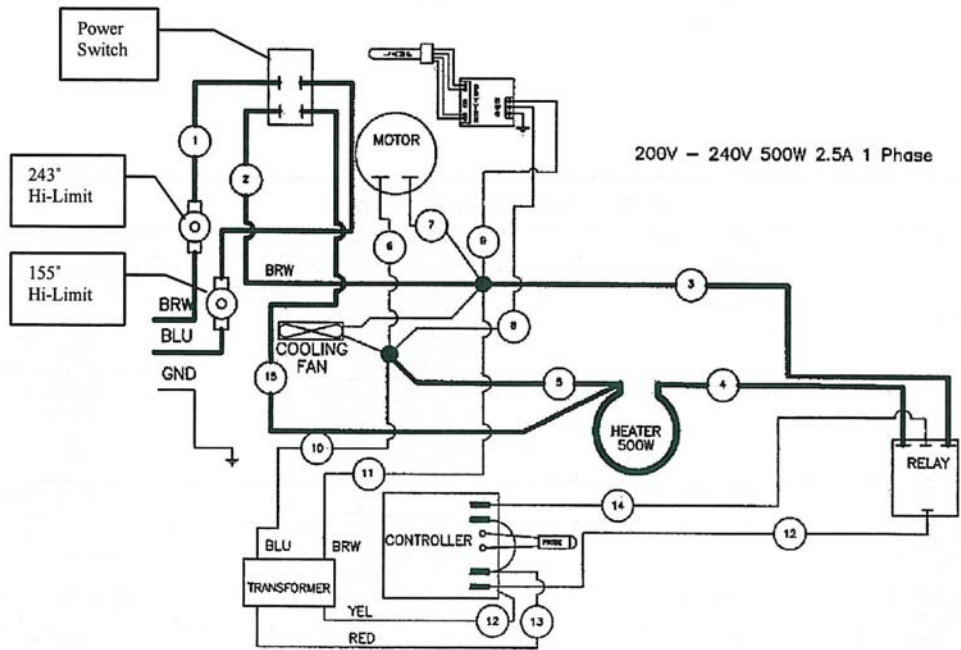 Power
Switch
MOTOR
200V - 240V 500W 2.5A 1 Phase
1
2
243°
Hi-Limit
6
7
9
155°
Hi-Limit
BRW
3
BRW
BLU
8
COOLING
FAN
GND
15
5
4
HEATER
500W
10
11
RELAY
14
CONTROLLER
PROBE
12
BLU
BRW
TRANSFORMER
YEL
12
13
RED